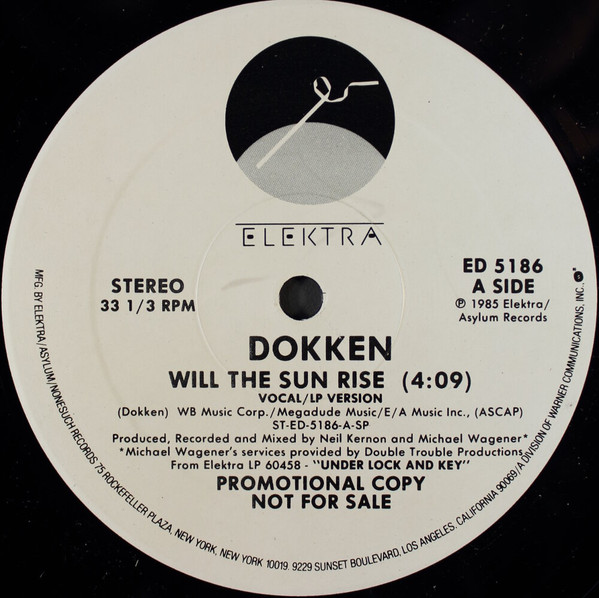 ELEKTRA
STEREO
33 1/3 RPM
ED 5186
A SIDE
℗ 1985 Elektra/
Asylum Records
DOKKEN
WILL THE SUN RISE (4:09)
VOCAL/LP VERSION
(Dokken) WB Music Corp./Megadude Music/E/A Music Inc., (ASCAP)
ST-ED-5186-A-SP
Produced, Recorded and Mixed by Neil Kernon and Michael Wagener*
*Michael Wagener's services provided by Double Trouble Productions
From Elektra LP 60458 - "UNDER LOCK AND KEY"
PROMOTIONAL COPY
NOT FOR SALE
MFG. BY ELEKTRA/ASYLUM/NONESUCH RECORDS 75 ROCKEFELLER PLAZA, NEW YORK, NEW YORK 10019. 9229 SUNSET BOULEVARD, LOS ANGELES, CALIFORNIA 90069/A DIVISION OF WARNER COMMUNICATIONS, INC.